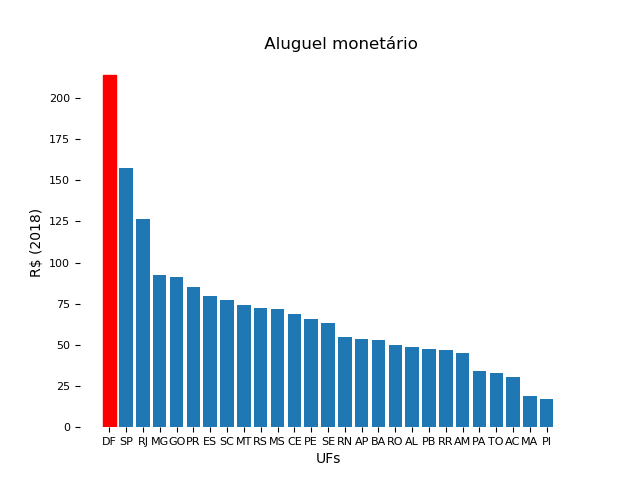 Aluguel monetário
R$ (2018)
200
175
150
125
100
75
50
25
0
DF SP RJ MG GO PR ES SC MT RS MS CE PE SE RN AP BA RO AL PB RR AM PA TO AC MA PI
UFs